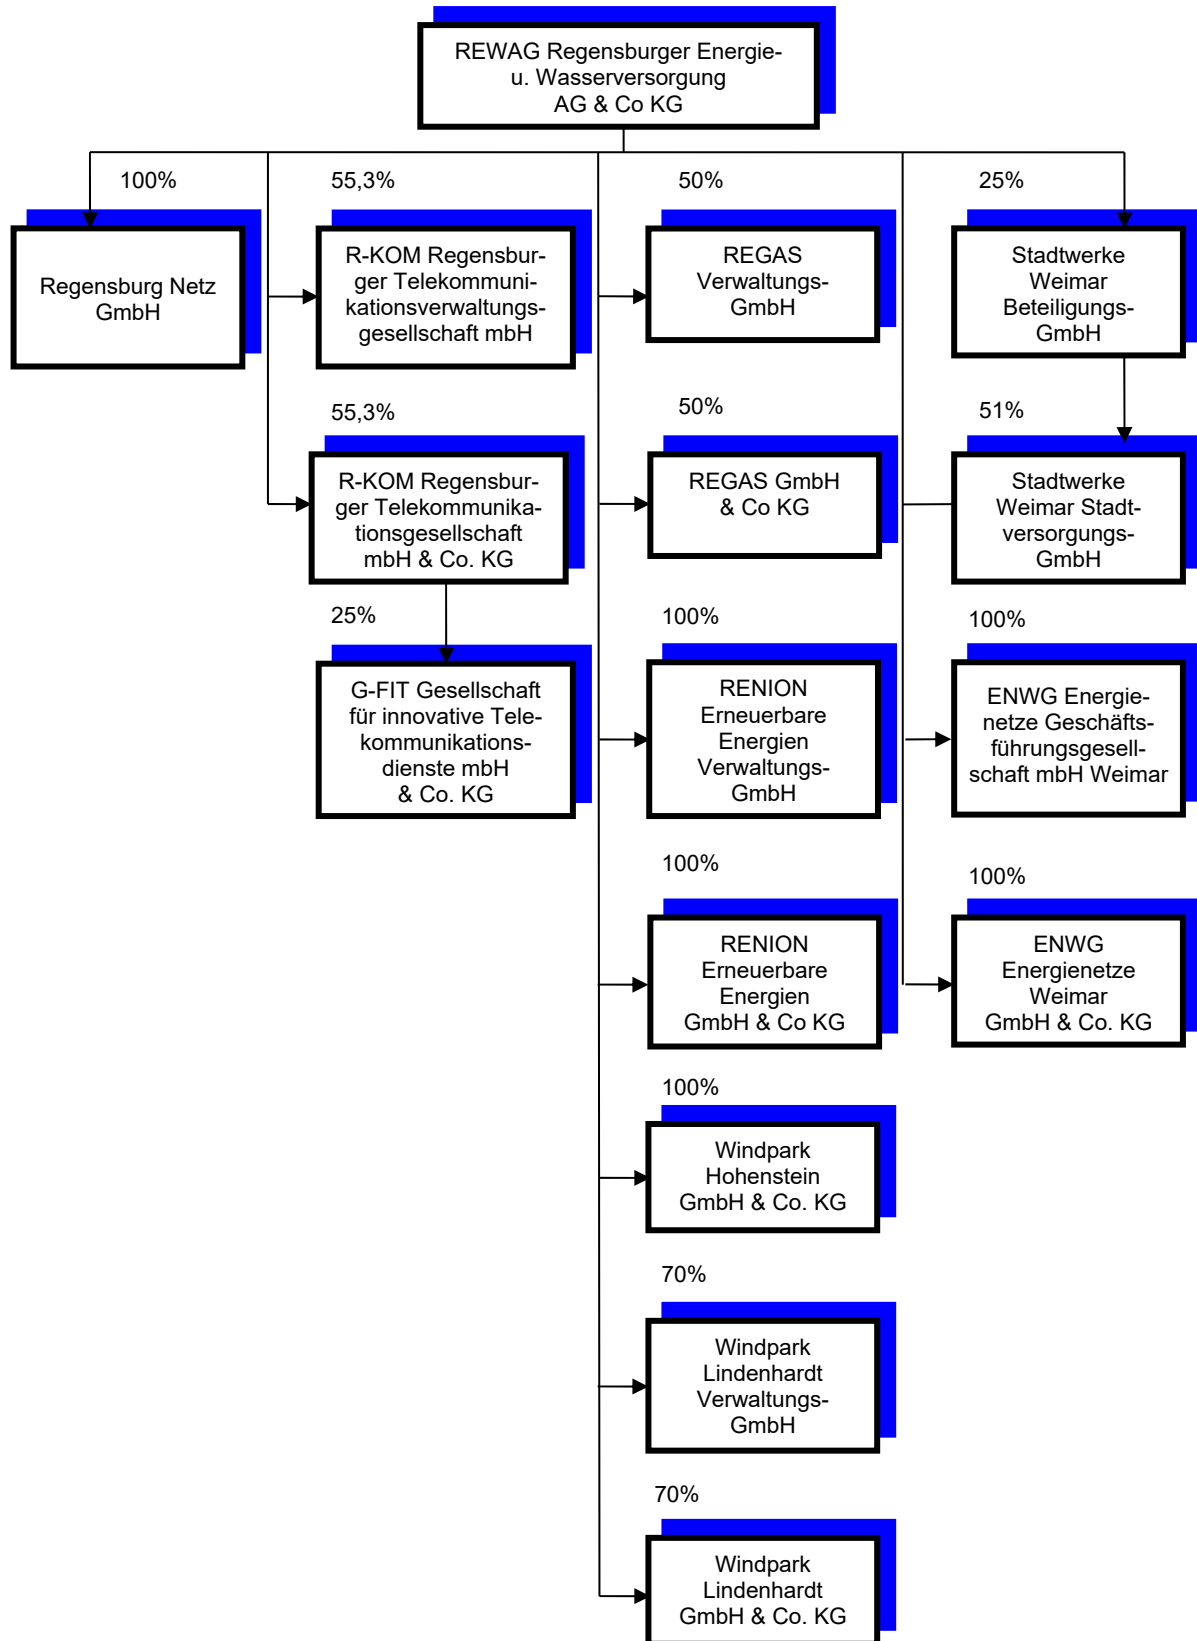 REWAG Regensburger Energie-
u. Wasserversorgung
AG & Co KG
100%
55,3%
50%
25%
Regensburg Netz
GmbH
R-KOM Regensbur-
ger Telekommuni-
kationsverwaltungs-
gesellschaft mbH
REGAS
Verwaltungs-
GmbH
Stadtwerke
Weimar
Beteiligungs-
GmbH
55,3%
50%
51%
R-KOM Regensbur-
ger Telekommunika-
tionsgesellschaft
mbH & Co. KG
REGAS GmbH
& Co KG
Stadtwerke
Weimar Stadt-
versorgungs-
GmbH
25%
100%
100%
G-FIT Gesellschaft
für innovative Tele-
kommunikations-
dienste mbH
& Co. KG
RENION
Erneuerbare
Energien
Verwaltungs-
GmbH
ENWG Energie-
netze Geschäfts-
führungsgesell-
schaft mbH Weimar
100%
100%
RENION
Erneuerbare
Energien
GmbH & Co KG
ENWG
Energienetze
Weimar
GmbH & Co. KG
100%
Windpark
Hohenstein
GmbH & Co. KG
70%
Windpark
Lindenhardt
Verwaltungs-
GmbH
70%
Windpark
Lindenhardt
GmbH & Co. KG